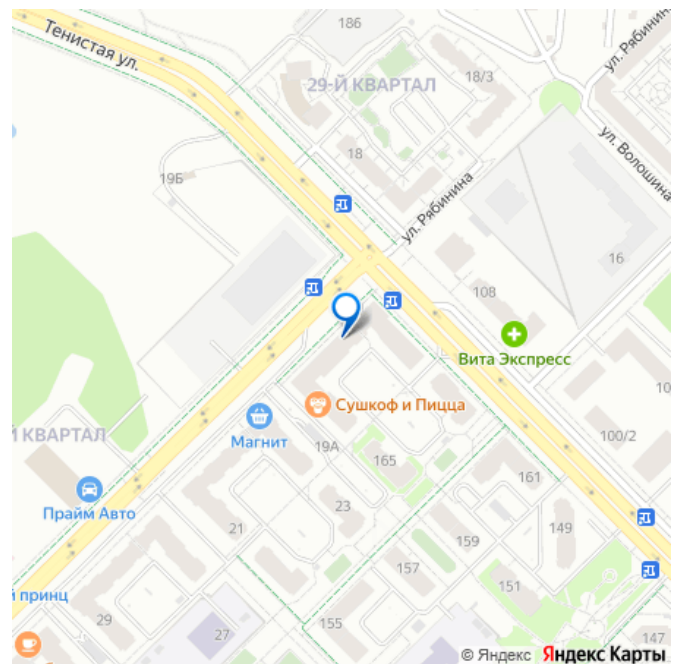 186
Тенистая ул.
29-Й КВАРТАЛ
18/3
ул. Рябинина
18
ул. Волошина
19Б
ул. Рябинина
16
108
Вита Экспресс
Сушкоф и Пицца
10
Магнит
Й КВАРТАЛ
19А
100/2
165
161
Прайм Авто
23
21
149
159
157
151
й принц
29
27
155
147
© Яндекс Яндекс Карты